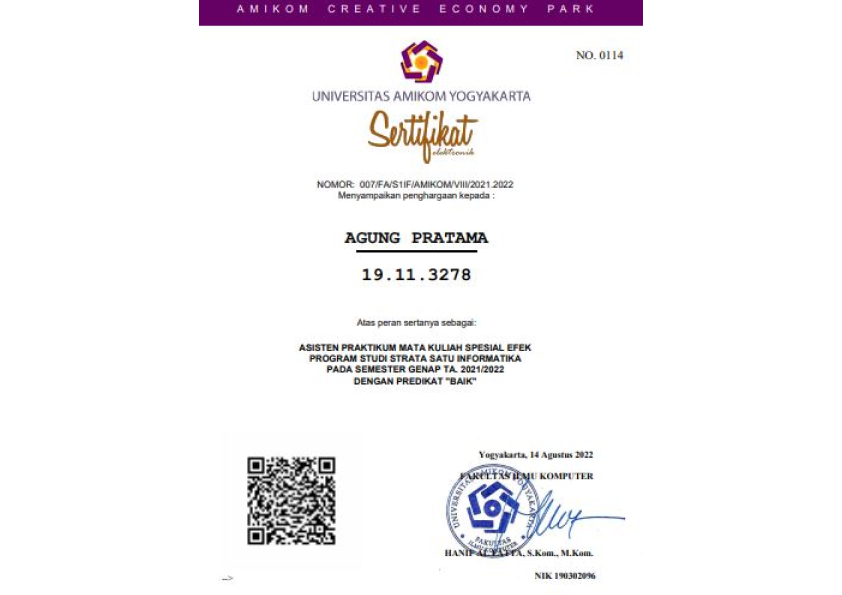 AMIKOM CREATIVE ECONOMY PARK
NO. 0114
UNIVERSITAS AMIKOM YOGYAKARTA
Sertifikat
elektronik
NOMOR: 007/FA/S1IF/AMIKOM/VIII/2021.2022
Menyampaikan penghargaan kepada :
AGUNG PRATAMA
19.11.3278
Atas peran sertanya sebagai:
ASISTEN PRAKTIKUM MATA KULIAH SPESIAL EFEK
PROGRAM STUDI STRATA SATU INFORMATIKA
PADA SEMESTER GENAP TA. 2021/2022
DENGAN PREDIKAT "BAIK"
Yogyakarta, 14 Agustus 2022
FAKULTAS ILMU KOMPUTER
UNIVERSITAS AMIKOM YOGYAKARTA
FAKULTAS
ILMU KOMPUTER
HANIF AL FATTA, S.Kom., M.Kom.
NIK 190302096
-->